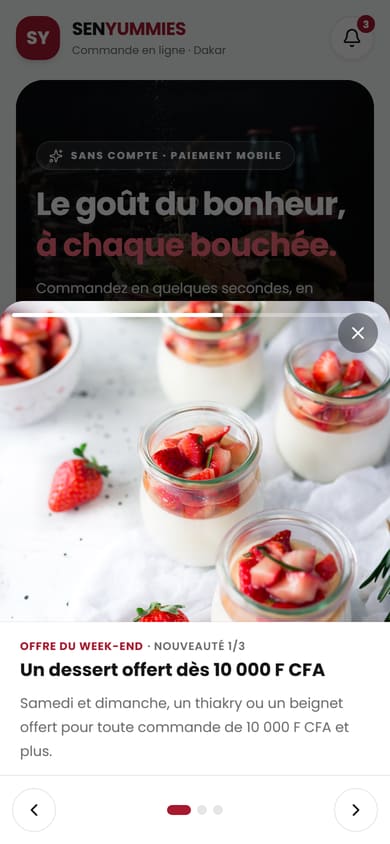 SY
SENYUMMIES
Commande en ligne · Dakar
3
SANS COMPTE · PAIEMENT MOBILE
Le goût du bonheur,
à chaque bouchée.
Commandez en quelques secondes, en
OFFRE DU WEEK-END · NOUVEAUTÉ 1/3
Un dessert offert dès 10 000 F CFA
Samedi et dimanche, un thiakry ou un beignet
offert pour toute commande de 10 000 F CFA et
plus.